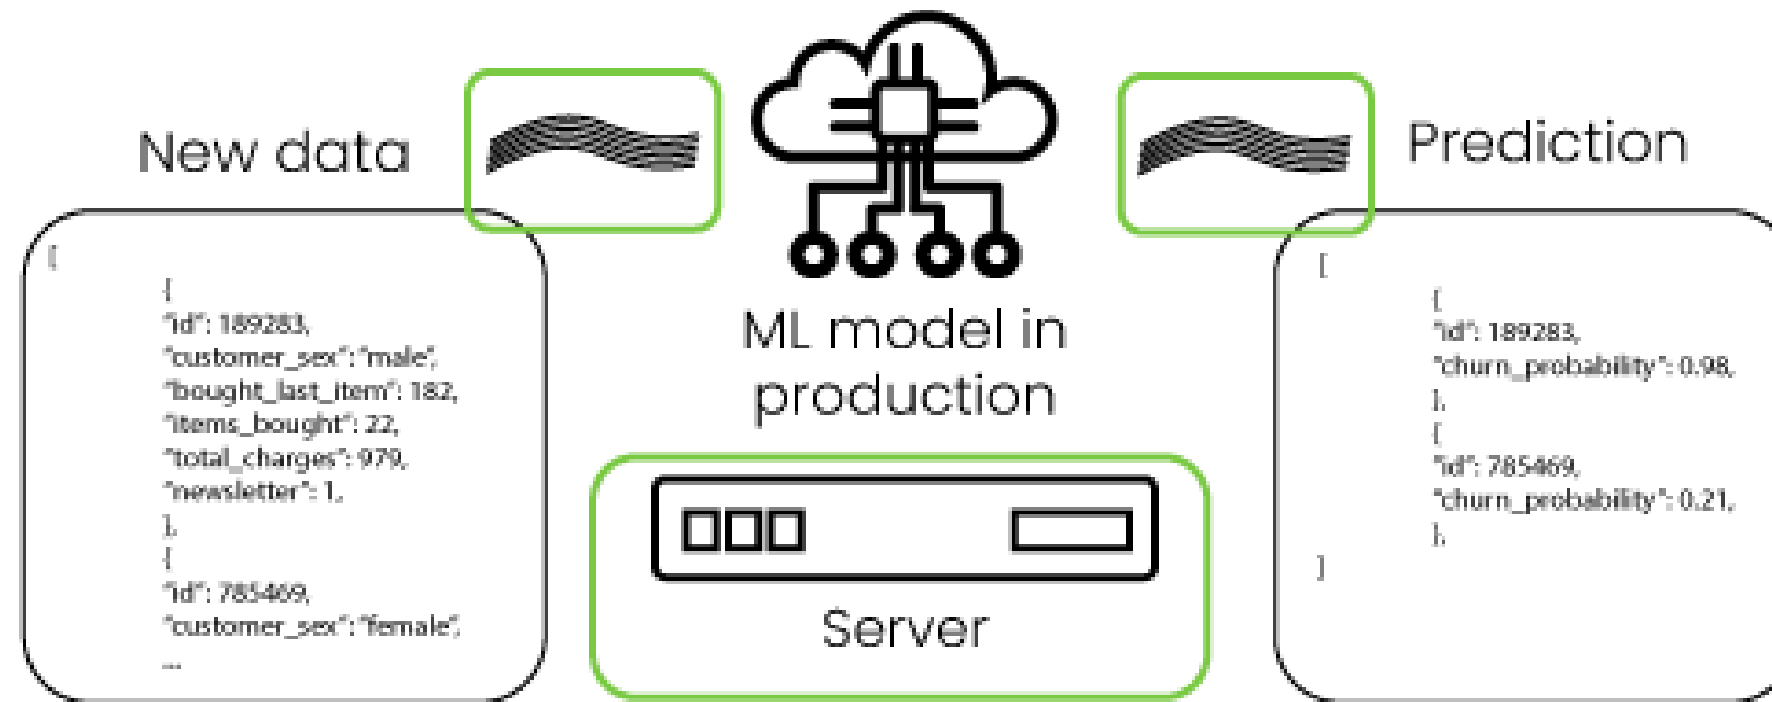 New data
[
{
"id": 189283,
"customer_sex": "male",
"bought_last_item": 182,
"items_bought": 22,
"total_charges": 979,
"newsletter": 1,
},
{
"id": 785469,
"customer_sex": "female",
...
ML model in
production
Server
Prediction
[
{
"id": 189283,
"churn_probability": 0.98,
},
{
"id": 785469,
"churn_probability": 0.21,
},
]